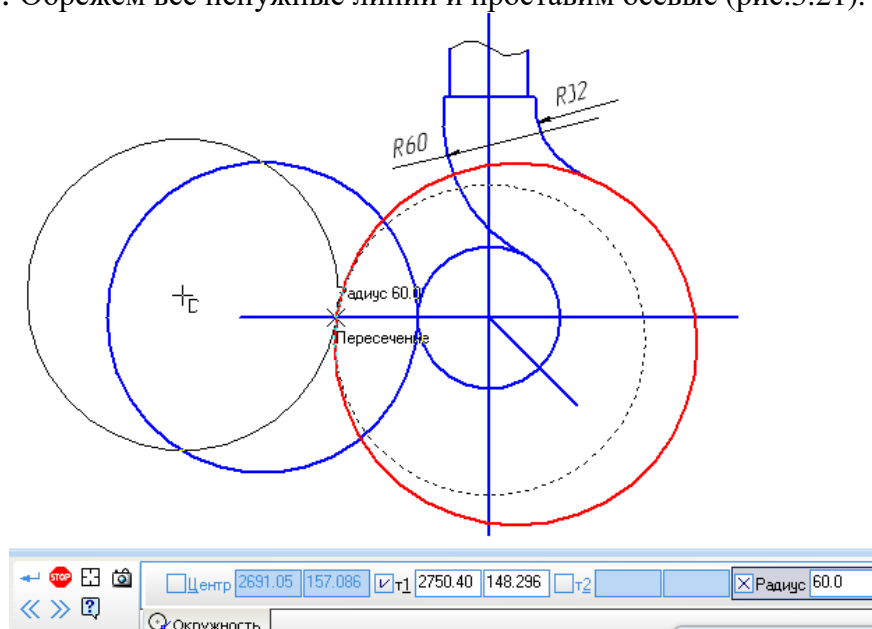 . Обрежем все ненужные линии и проставим осевые (рис.3.21).
R32
R60
Радиус 60.0
Пересечение
STOP Центр 2691.05 157.086 т1 2750.40 148.296 т2 Радиус 60.0
Окружность